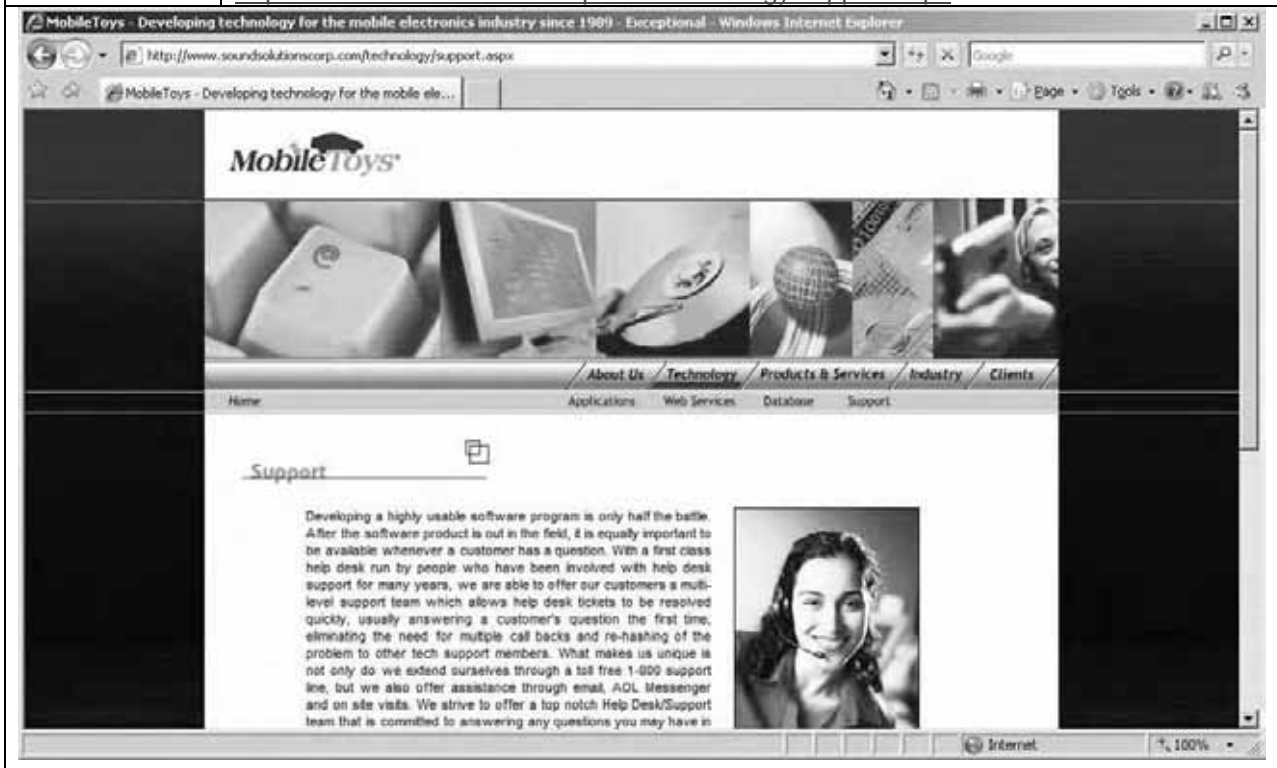 MobileToys - Developing technology for the mobile electronics industry since 1989 - Exceptional - Windows Internet Explorer
http://www.soundsolutionscorp.com/technology/support.aspx
Google
MobileToys - Developing technology for the mobile ele...
Page
Tools
MobileToys
About Us
Technology
Products & Services
Industry
Clients
Home
Applications
Web Services
Database
Support
Support
Developing a highly usable software program is only half the battle.
After the software product is out in the field, it is equally important to
be available whenever a customer has a question. With a first class
help desk run by people who have been involved with help desk
support for many years, we are able to offer our customers a multi-
level support team which allows help desk tickets to be resolved
quickly, usually answering a customer's question the first time,
eliminating the need for multiple call backs and re-hashing of the
problem to other tech support members. What makes us unique is
not only do we extend ourselves through a toll free 1-800 support
line, but we also offer assistance through email, AOL Messenger
and on site visits. We strive to offer a top notch Help Desk/Support
team that is committed to answering any questions you may have in
Internet
100%